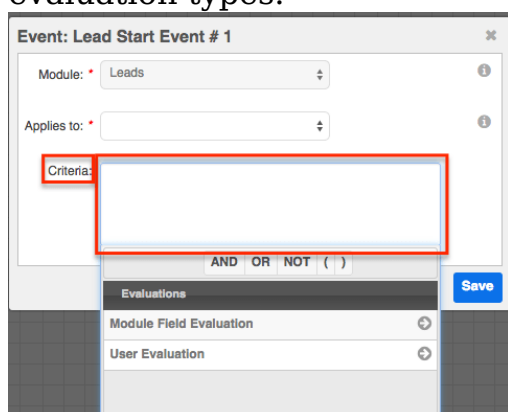 evaluation types:
Event: Lead Start Event # 1
Module: * Leads
Applies to: *
Criteria:
AND OR NOT ( )
Evaluations
Save
Module Field Evaluation
User Evaluation